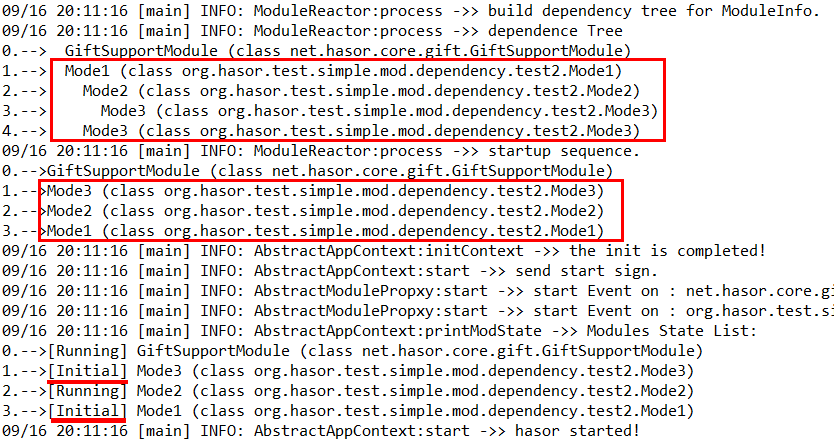 09/16 20:11:16 [main] INFO: ModuleReactor:process ->> build dependency tree for ModuleInfo.
09/16 20:11:16 [main] INFO: ModuleReactor:process ->> dependence Tree
0.-->  GiftSupportModule (class net.hasor.core.gift.GiftSupportModule)
1.-->  Mode1 (class org.hasor.test.simple.mod.dependency.test2.Mode1)
2.-->    Mode2 (class org.hasor.test.simple.mod.dependency.test2.Mode2)
3.-->      Mode3 (class org.hasor.test.simple.mod.dependency.test2.Mode3)
4.-->    Mode3 (class org.hasor.test.simple.mod.dependency.test2.Mode3)
09/16 20:11:16 [main] INFO: ModuleReactor:process ->> startup sequence.
0.-->GiftSupportModule (class net.hasor.core.gift.GiftSupportModule)
1.-->Mode3 (class org.hasor.test.simple.mod.dependency.test2.Mode3)
2.-->Mode2 (class org.hasor.test.simple.mod.dependency.test2.Mode2)
3.-->Mode1 (class org.hasor.test.simple.mod.dependency.test2.Mode1)
09/16 20:11:16 [main] INFO: AbstractAppContext:initContext ->> the init is completed!
09/16 20:11:16 [main] INFO: AbstractAppContext:start ->> send start sign.
09/16 20:11:16 [main] INFO: AbstractModulePropxy:start ->> start Event on : net.hasor.core.gi
09/16 20:11:16 [main] INFO: AbstractModulePropxy:start ->> start Event on : org.hasor.test.si
09/16 20:11:16 [main] INFO: AbstractAppContext:printModState ->> Modules State List:
0.-->[Running] GiftSupportModule (class net.hasor.core.gift.GiftSupportModule)
1.-->[Initial] Mode3 (class org.hasor.test.simple.mod.dependency.test2.Mode3)
2.-->[Running] Mode2 (class org.hasor.test.simple.mod.dependency.test2.Mode2)
3.-->[Initial] Mode1 (class org.hasor.test.simple.mod.dependency.test2.Mode1)
09/16 20:11:16 [main] INFO: AbstractAppContext:start ->> hasor started!